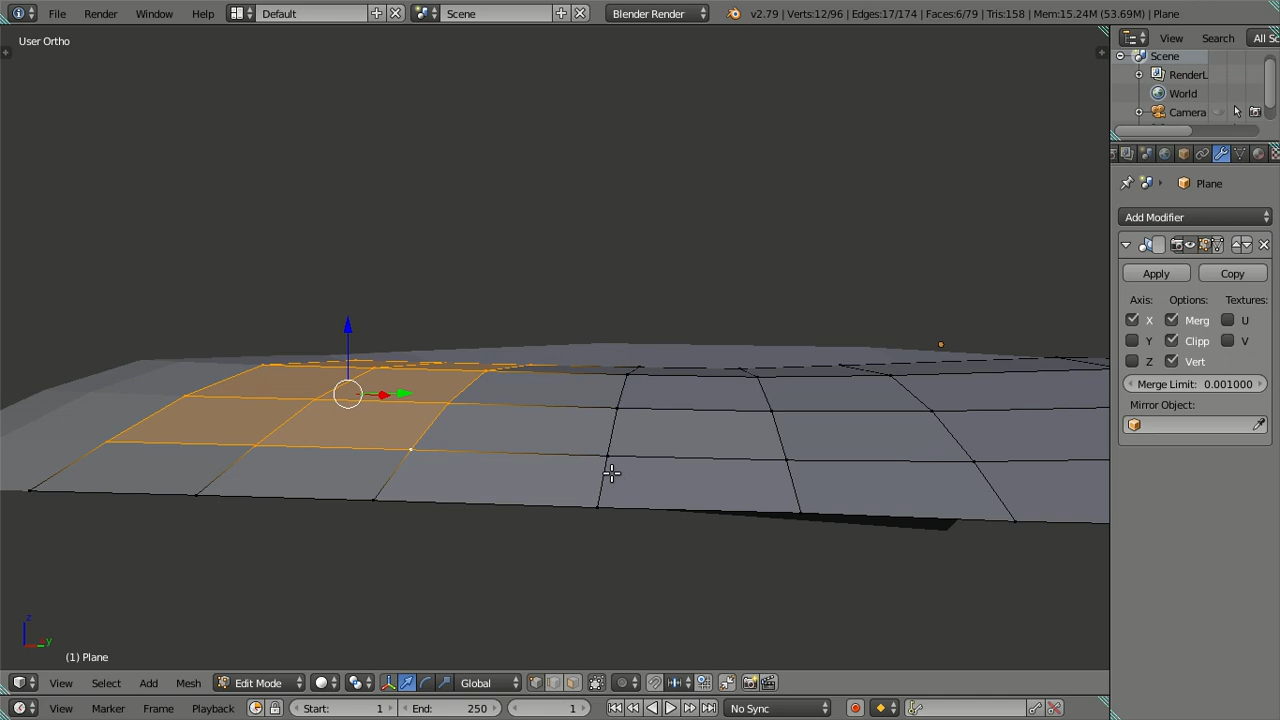 File Render Window Help Default Scene Blender Render v2.79 | Verts:12/96 | Edges:17/174 | Faces:6/79 | Tris:158 | Mem:15.24M (53.69M) | Plane
User Ortho
View Search All Sc
Scene
RenderL
World
Camera
Plane
Add Modifier
Apply Copy
Axis: Options: Textures:
X Merg U
Y Clipp V
Z Vert
Merge Limit: 0.001000
Mirror Object:
z
y
(1) Plane
View Select Add Mesh Edit Mode Global
View Marker Frame Playback Start: 1 End: 250 1 No Sync